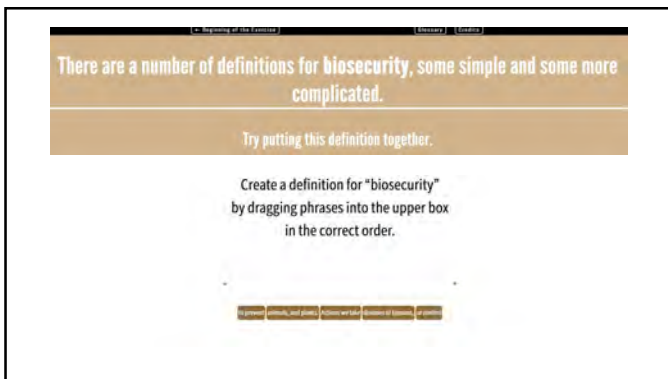 ← Beginning of the Exercise Glossary Credits
There are a number of definitions for biosecurity, some simple and some more
complicated.
Try putting this definition together.
Create a definition for “biosecurity”
by dragging phrases into the upper box
in the correct order.
to prevent animals, and plants. Actions we take diseases of humans, or control